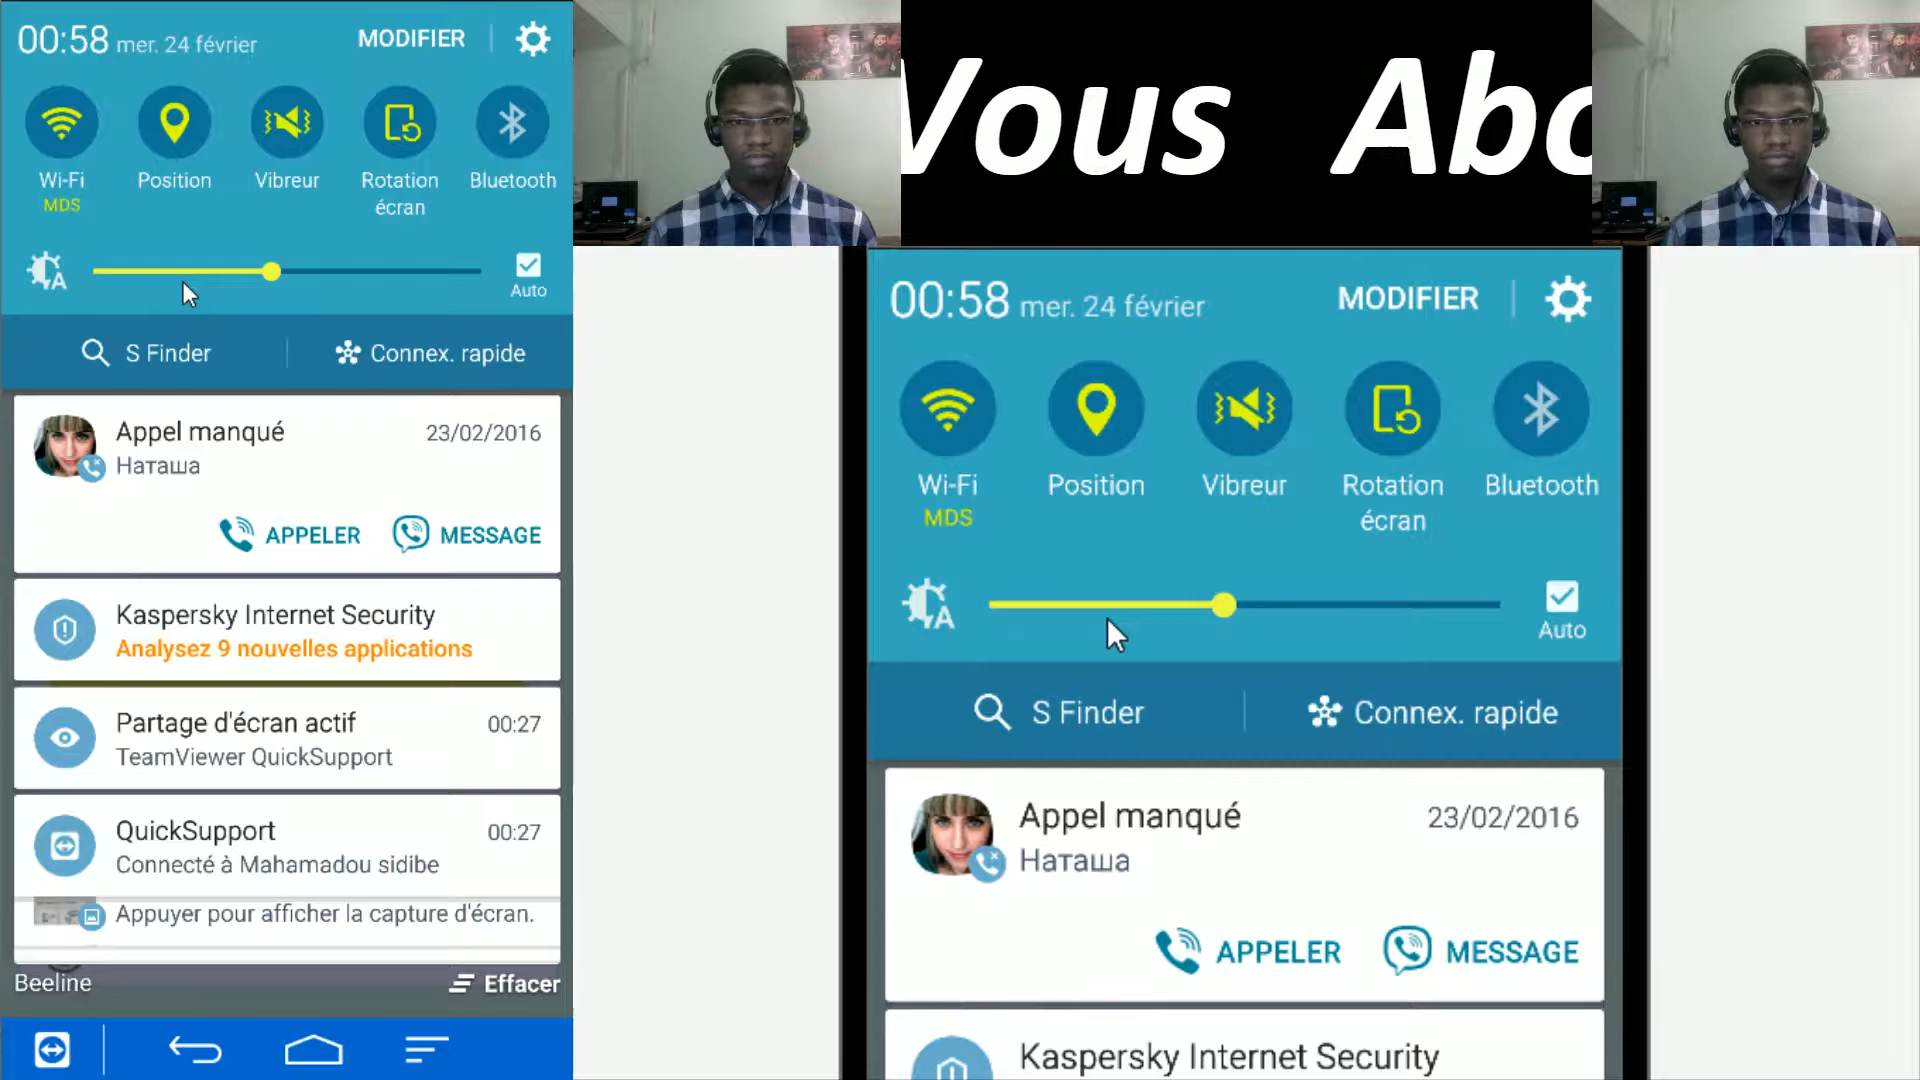 00:58 mer. 24 février MODIFIER
Wi-Fi Position Vibreur Rotation écran Bluetooth
MDS
Auto
S Finder Connex. rapide
Appel manqué 23/02/2016
Наташа
APPELER MESSAGE
Kaspersky Internet Security
Analysez 9 nouvelles applications
Partage d'écran actif 00:27
TeamViewer QuickSupport
QuickSupport 00:27
Connecté à Mahamadou sidibe
Appuyer pour afficher la capture d'écran.
Beeline Effacer
Vous Abo
00:58 mer. 24 février MODIFIER
Wi-Fi Position Vibreur Rotation écran Bluetooth
MDS
Auto
S Finder Connex. rapide
Appel manqué 23/02/2016
Наташа
APPELER MESSAGE
Kaspersky Internet Security